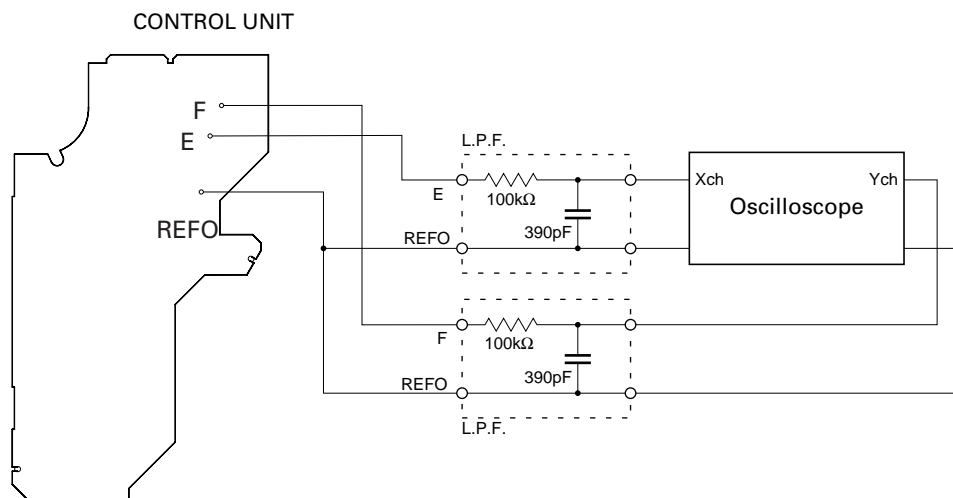 CONTROL UNIT
F
E
REFO
L.P.F.
E
100kΩ
390pF
REFO
Xch
Ych
Oscilloscope
F
100kΩ
390pF
REFO
L.P.F.